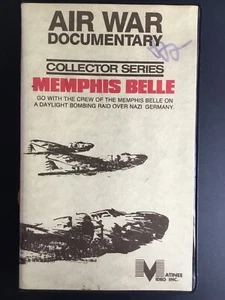 AIR WAR
DOCUMENTARY
COLLECTOR SERIES
MEMPHIS BELLE
GO WITH THE CREW OF THE MEMPHIS BELLE ON
A DAYLIGHT BOMBING RAID OVER NAZI GERMANY.
MATINEE
VIDEO INC.